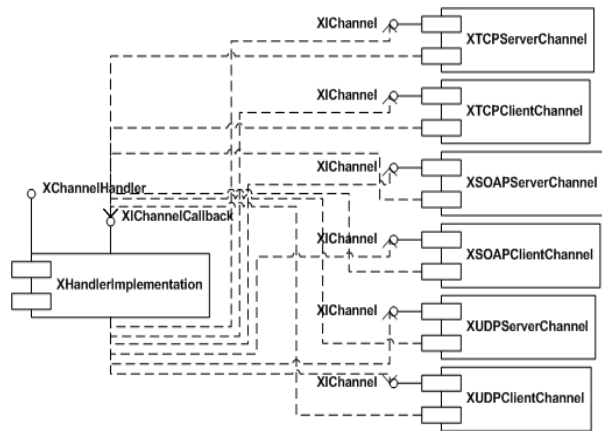 XIChannel
XTCPServerChannel
XIChannel
XTCPClientChannel
XIChannel
XSOAPServerChannel
XChannelHandler
XIChannelCallback
XIChannel
XSOAPClientChannel
XHandlerImplementation
XIChannel
XUDPServerChannel
XIChannel
XUDPClientChannel